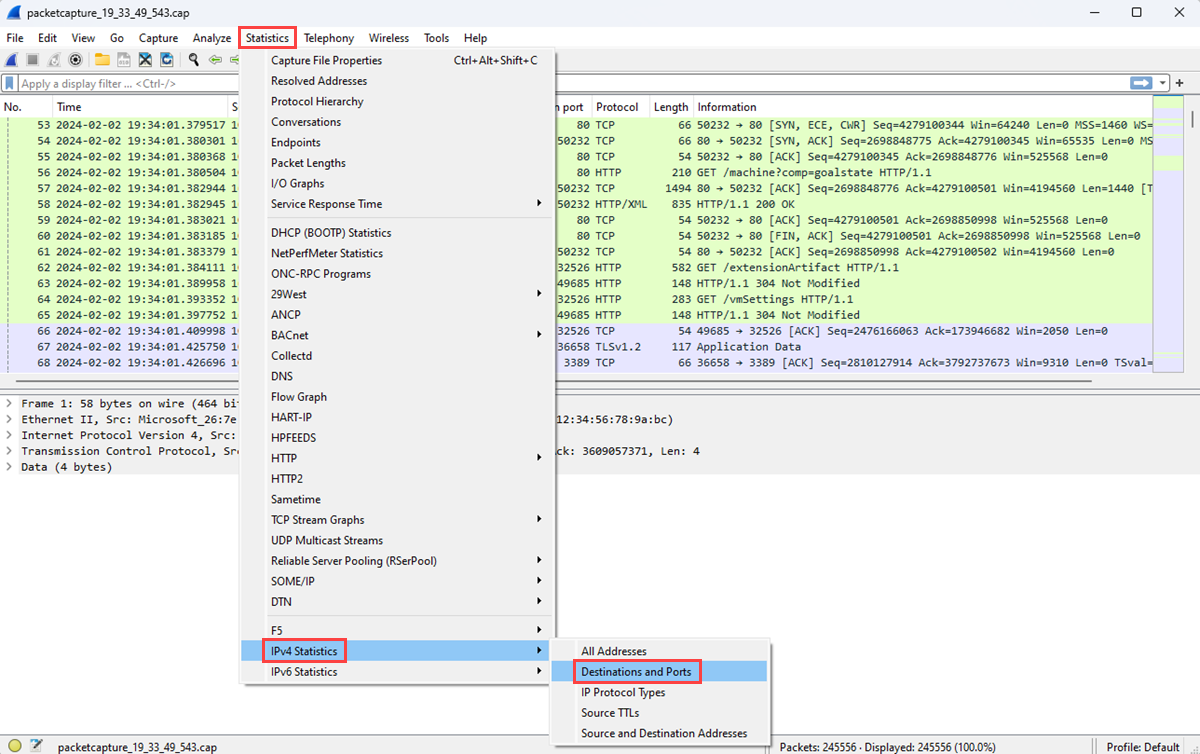 packetcapture_19_33_49_543.cap
File Edit View Go Capture Analyze Statistics Telephony Wireless Tools Help
Apply a display filter ... <Ctrl-/>
No. Time S n port Protocol Length Information
53 2024-02-02 19:34:01.379517 80 TCP 66 50232 → 80 [SYN, ECE, CWR] Seq=4279100344 Win=64240 Len=0 MSS=1460 WS=
54 2024-02-02 19:34:01.380301 50232 TCP 66 80 → 50232 [SYN, ACK] Seq=2698848775 Ack=4279100345 Win=65535 Len=0 MS
55 2024-02-02 19:34:01.380368 80 TCP 54 50232 → 80 [ACK] Seq=4279100345 Ack=2698848776 Win=525568 Len=0
56 2024-02-02 19:34:01.380504 80 HTTP 210 GET /machine?comp=goalstate HTTP/1.1
57 2024-02-02 19:34:01.382944 50232 TCP 1494 80 → 50232 [ACK] Seq=2698848776 Ack=4279100501 Win=4194560 Len=1440 [T
58 2024-02-02 19:34:01.382945 50232 HTTP/XML 835 HTTP/1.1 200 OK
59 2024-02-02 19:34:01.383021 80 TCP 54 50232 → 80 [ACK] Seq=4279100501 Ack=2698850998 Win=525568 Len=0
60 2024-02-02 19:34:01.383185 80 TCP 54 50232 → 80 [FIN, ACK] Seq=4279100501 Ack=2698850998 Win=525568 Len=0
61 2024-02-02 19:34:01.383379 50232 TCP 54 80 → 50232 [ACK] Seq=2698850998 Ack=4279100502 Win=4194560 Len=0
62 2024-02-02 19:34:01.384111 32526 HTTP 582 GET /extensionArtifact HTTP/1.1
63 2024-02-02 19:34:01.389958 49685 HTTP 148 HTTP/1.1 304 Not Modified
64 2024-02-02 19:34:01.393352 32526 HTTP 283 GET /vmSettings HTTP/1.1
65 2024-02-02 19:34:01.397752 49685 HTTP 148 HTTP/1.1 304 Not Modified
66 2024-02-02 19:34:01.409998 32526 TCP 54 49685 → 32526 [ACK] Seq=2476166063 Ack=173946682 Win=2050 Len=0
67 2024-02-02 19:34:01.425750 36658 TLSv1.2 117 Application Data
68 2024-02-02 19:34:01.426696 3389 TCP 66 36658 → 3389 [ACK] Seq=2810127914 Ack=3792737673 Win=9310 Len=0 TSval=
Frame 1: 58 bytes on wire (464 bi
Ethernet II, Src: Microsoft_26:7e 12:34:56:78:9a:bc)
Internet Protocol Version 4, Src:
Transmission Control Protocol, Sr ck: 3609057371, Len: 4
Data (4 bytes)
Capture File Properties Ctrl+Alt+Shift+C
Resolved Addresses
Protocol Hierarchy
Conversations
Endpoints
Packet Lengths
I/O Graphs
Service Response Time
DHCP (BOOTP) Statistics
NetPerfMeter Statistics
ONC-RPC Programs
29West
ANCP
BACnet
Collectd
DNS
Flow Graph
HART-IP
HPFEEDS
HTTP
HTTP2
Sametime
TCP Stream Graphs
UDP Multicast Streams
Reliable Server Pooling (RSerPool)
SOME/IP
DTN
F5
IPv4 Statistics
IPv6 Statistics
All Addresses
Destinations and Ports
IP Protocol Types
Source TTLs
Source and Destination Addresses
packetcapture_19_33_49_543.cap Packets: 245556 · Displayed: 245556 (100.0%) Profile: Default